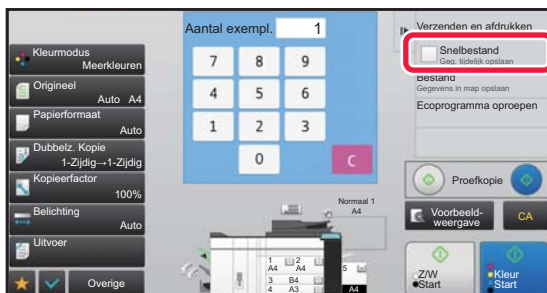 Aantal exempl. 1
Verzenden en afdrukken
Snelbestand
Geg. tijdelijk opslaan
Bestand
Gegevens in map opslaan
Ecoprogramma oproepen
Kleurmodus
Meerkleuren
Origineel
Auto A4
Papierformaat
Auto
Dubbelz. Kopie
1-Zijdig→1-Zijdig
Kopieerfactor
100%
Belichting
Auto
Uitvoer
Overige
7 8 9
4 5 6
1 2 3
0 C
Normaal 1
A4
1 A4 2 A4
3 B4
4 A3
5
A4
Proefkopie
Voorbeeld-
weergave
CA
Z/W
Start
Kleur
Start